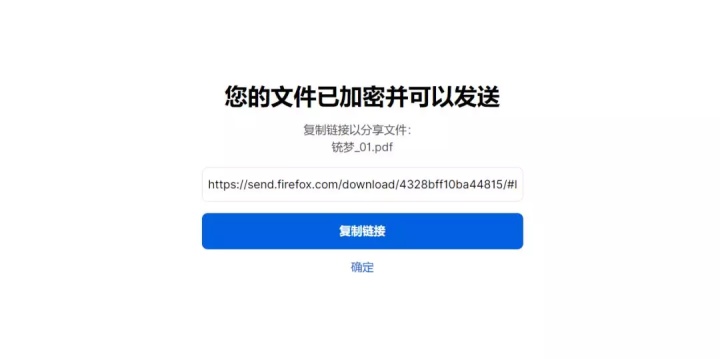 您的文件已加密并可以发送
复制链接以分享文件：
铳梦_01.pdf
https://send.firefox.com/download/4328bff10ba44815/#I
复制链接
确定